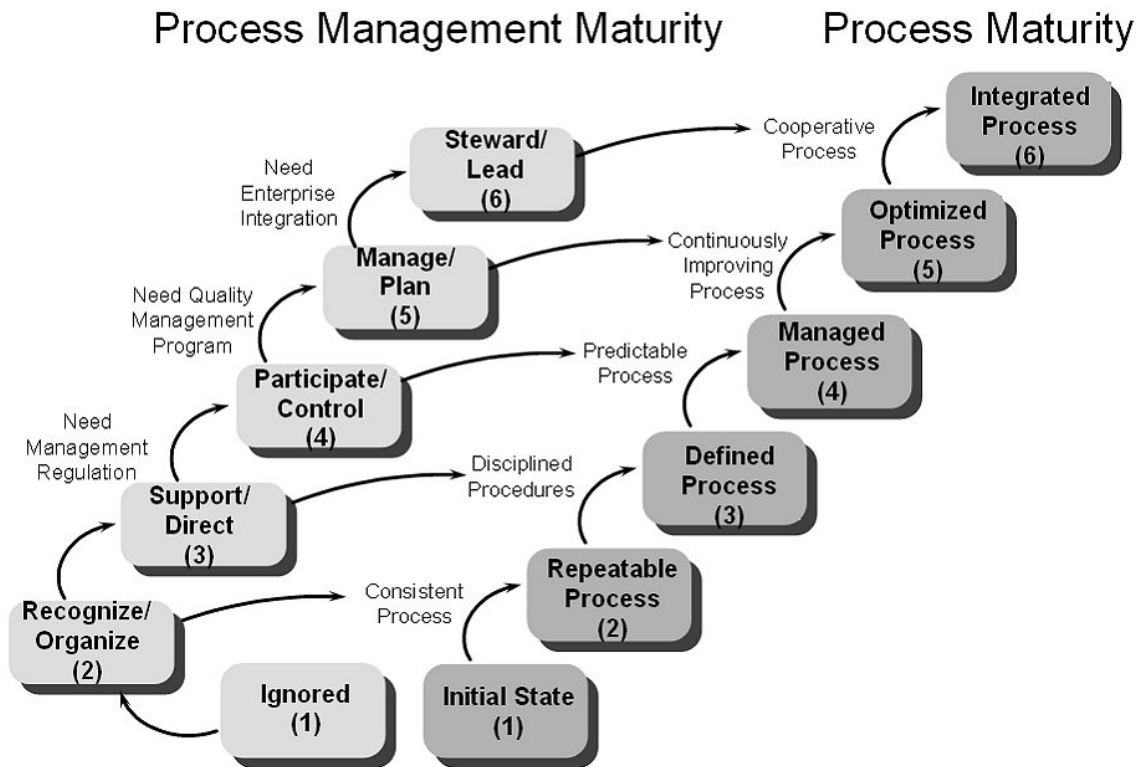 Process Management Maturity
Process Maturity
Integrated
Process
(6)
Cooperative
Process
Steward/
Lead
(6)
Need
Enterprise
Integration
Optimized
Process
(5)
Continuously
Improving
Process
Manage/
Plan
(5)
Need Quality
Management
Program
Managed
Process
(4)
Predictable
Process
Participate/
Control
(4)
Need
Management
Regulation
Defined
Process
(3)
Disciplined
Procedures
Support/
Direct
(3)
Repeatable
Process
(2)
Consistent
Process
Recognize/
Organize
(2)
Ignored
(1)
Initial State
(1)